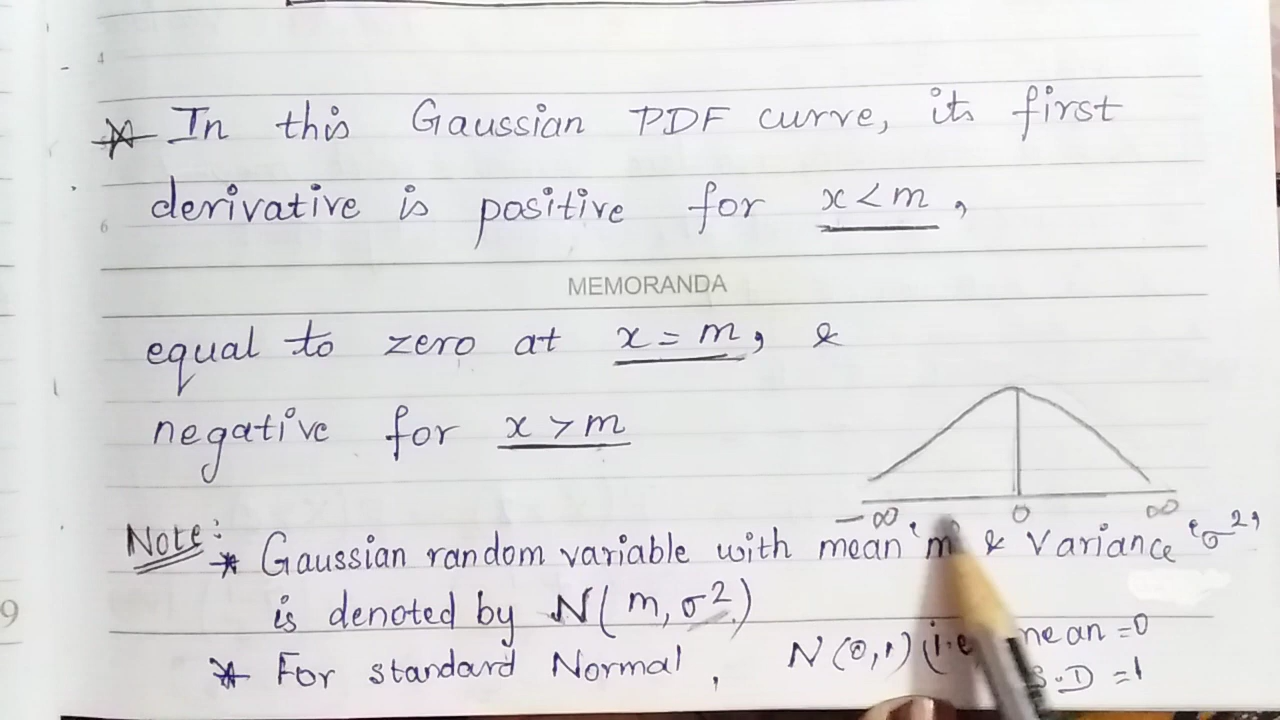 * In this Gaussian PDF curve, its first
derivative is positive for x < m ,
6
MEMORANDA
equal to zero at x = m, &
negative for x > m
-∞ 0 ∞
Note: * Gaussian random variable with mean 'm' & Variance 'σ²'
is denoted by N(m, σ²)
9
* For standard Normal, N(0,1) (i.e, mean = 0
S.D = 1